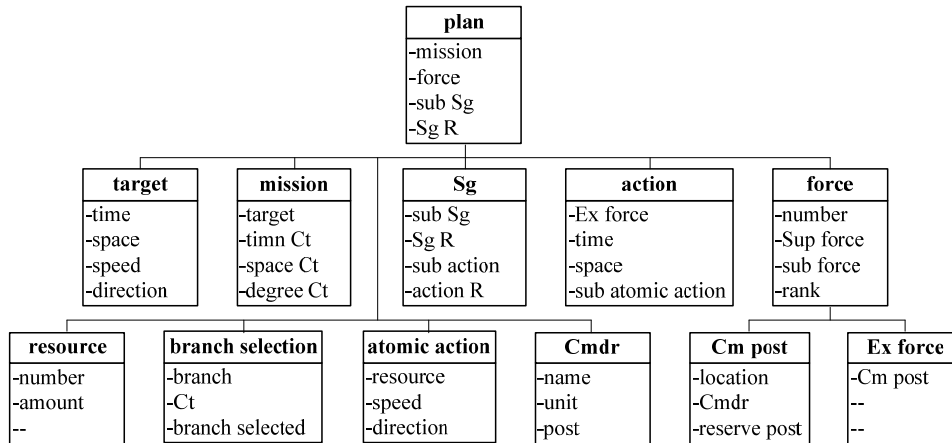 plan
-mission
-force
-sub Sg
-Sg R
target
-time
-space
-speed
-direction
mission
-target
-timn Ct
-space Ct
-degree Ct
Sg
-sub Sg
-Sg R
-sub action
-action R
action
-Ex force
-time
-space
-sub atomic action
force
-number
-Sup force
-sub force
-rank
resource
-number
-amount
--
branch selection
-branch
-Ct
-branch selected
atomic action
-resource
-speed
-direction
Cmdr
-name
-unit
-post
Cm post
-location
-Cmdr
-reserve post
Ex force
-Cm post
--
--